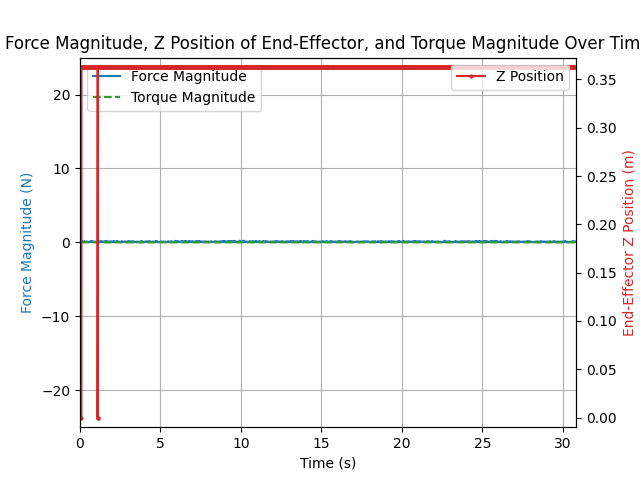 Force Magnitude, Z Position of End-Effector, and Torque Magnitude Over Tim
Force Magnitude
Torque Magnitude
Z Position
Force Magnitude (N)
20
10
0
−10
−20
End-Effector Z Position (m)
0.35
0.30
0.25
0.20
0.15
0.10
0.05
0.00
0 5 10 15 20 25 30
Time (s)